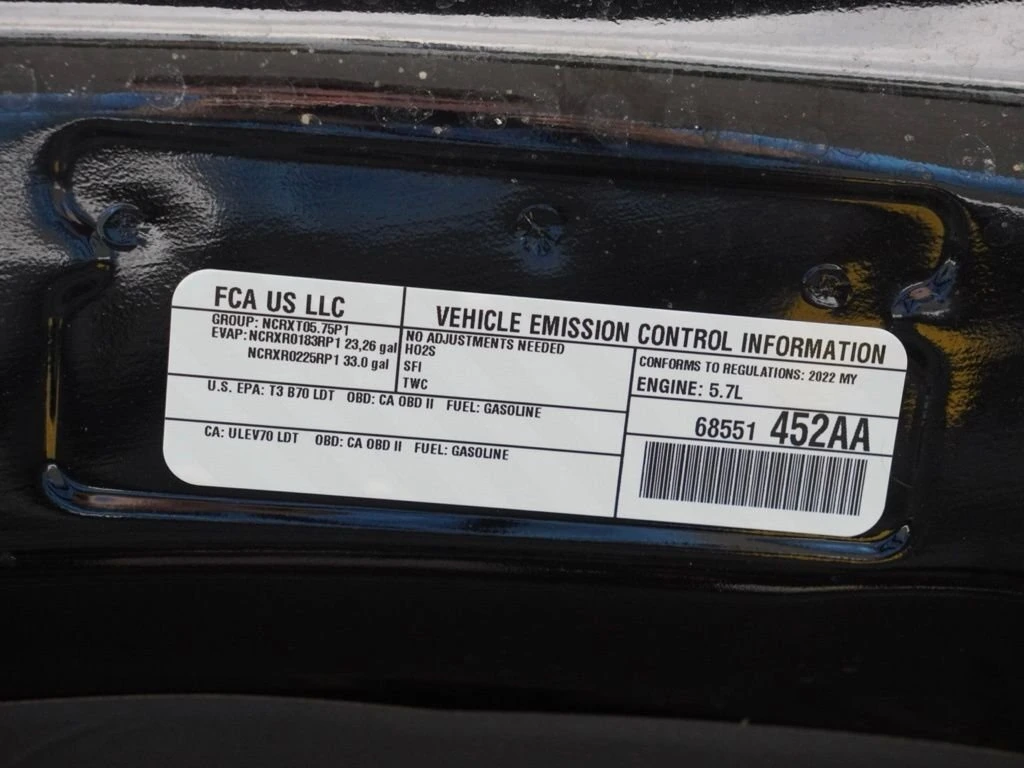 FCA US LLC
GROUP: NCRXT05.75P1
EVAP: NCRXR0183RP1 23,26 gal
NCRXR0225RP1 33.0 gal
VEHICLE EMISSION CONTROL INFORMATION
NO ADJUSTMENTS NEEDED
HO2S
SFI
TWC
CONFORMS TO REGULATIONS: 2022 MY
ENGINE: 5.7L
U.S. EPA: T3 B70 LDT OBD: CA OBD II FUEL: GASOLINE
CA: ULEV70 LDT OBD: CA OBD II FUEL: GASOLINE
68551 452AA